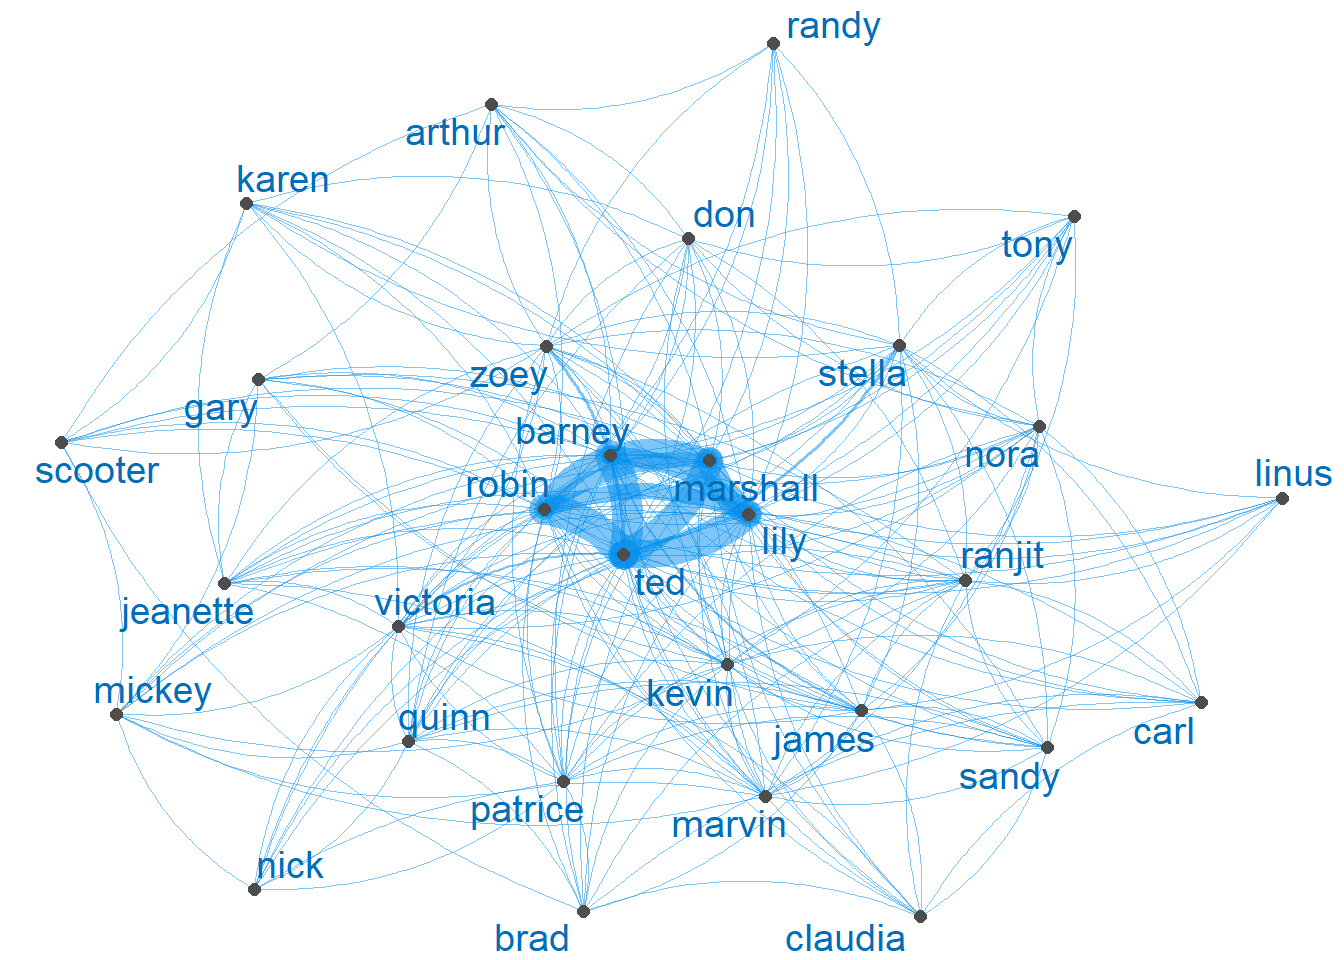 randy
arthur
karen
don
tony
zoey
stella
gary
barney
nora
scooter
robin
marshall
linus
lily
ranjit
ted
jeanette
victoria
mickey
kevin
quinn
james
carl
sandy
patrice
marvin
nick
brad
claudia